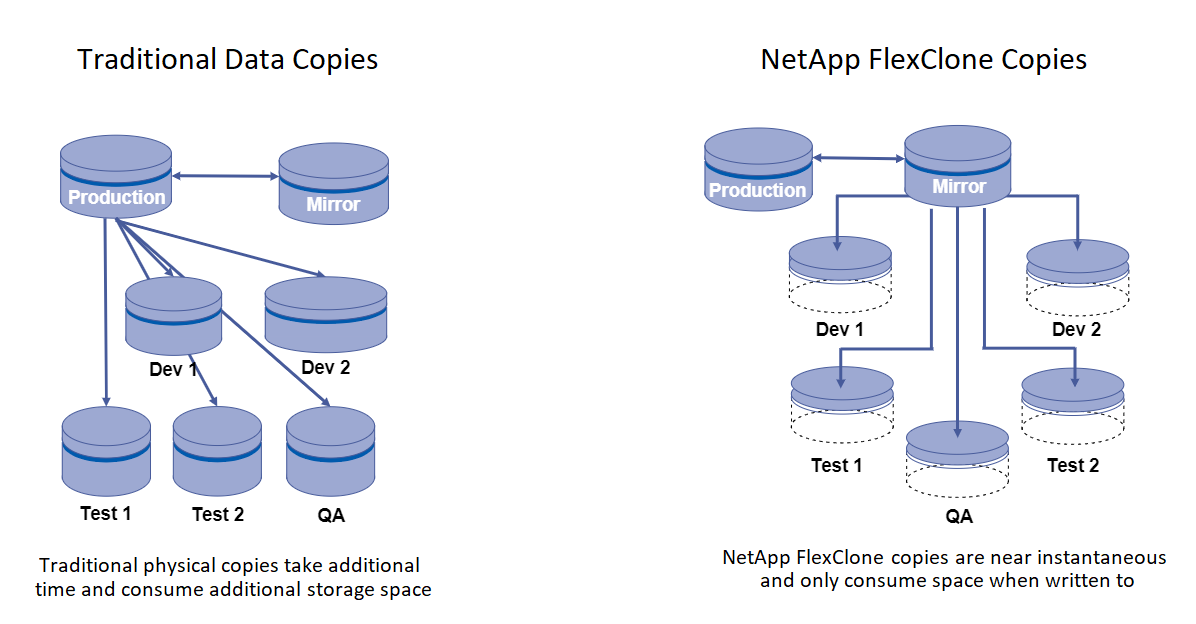 Traditional Data Copies
Production
Mirror
Dev 1
Dev 2
Test 1
Test 2
QA
Traditional physical copies take additional
time and consume additional storage space
NetApp FlexClone Copies
Production
Mirror
Dev 1
Dev 2
Test 1
Test 2
QA
NetApp FlexClone copies are near instantaneous
and only consume space when written to